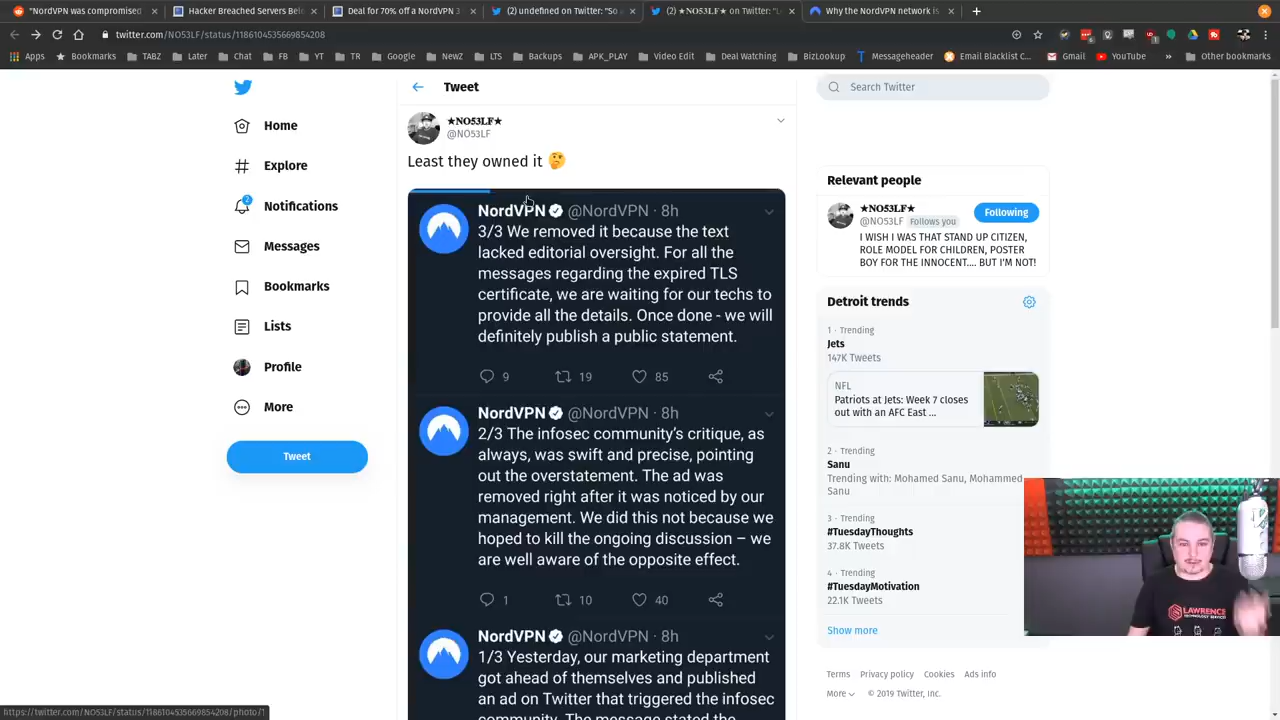 "NordVPN was compromised
Hacker Breached Servers Bel
Deal for 70% off a NordVPN 3
(2) undefined on Twitter: "So
(2) ★NO53LF★ on Twitter: "L
Why the NordVPN network is
twitter.com/NO53LF/status/1186104535669854208
Apps
Bookmarks
TABZ
Later
Chat
FB
YT
TR
Google
NewZ
LTS
Backups
APK_PLAY
Video Edit
Deal Watching
BizLookup
Messageheader
Email Blacklist C...
Gmail
YouTube
»
Other bookmarks
Home
Explore
2
Notifications
Messages
Bookmarks
Lists
Profile
More
Tweet
Tweet
★NO53LF★
@NO53LF
Least they owned it 🤔
NordVPN @NordVPN · 8h
3/3 We removed it because the text
lacked editorial oversight. For all the
messages regarding the expired TLS
certificate, we are waiting for our techs to
provide all the details. Once done - we will
definitely publish a public statement.
9 19 85
NordVPN @NordVPN · 8h
2/3 The infosec community's critique, as
always, was swift and precise, pointing
out the overstatement. The ad was
removed right after it was noticed by our
management. We did this not because we
hoped to kill the ongoing discussion – we
are well aware of the opposite effect.
1 10 40
NordVPN @NordVPN · 8h
1/3 Yesterday, our marketing department
got ahead of themselves and published
an ad on Twitter that triggered the infosec
community. The message stated the
Search Twitter
Relevant people
★NO53LF★
@NO53LF Follows you
Following
I WISH I WAS THAT STAND UP CITIZEN,
ROLE MODEL FOR CHILDREN, POSTER
BOY FOR THE INNOCENT.... BUT I'M NOT!
Detroit trends
1 · Trending
Jets
147K Tweets
NFL
Patriots at Jets: Week 7 closes
out with an AFC East ...
2 · Trending
Sanu
Trending with: Mohamed Sanu, Mohammed
Sanu
3 · Trending
#TuesdayThoughts
37.8K Tweets
4 · Trending
#TuesdayMotivation
22.1K Tweets
Show more
LAWRENCE
Terms Privacy policy Cookies Ads info
More © 2019 Twitter, Inc.
https://twitter.com/NO53LF/status/1186104535669854208/photo/1